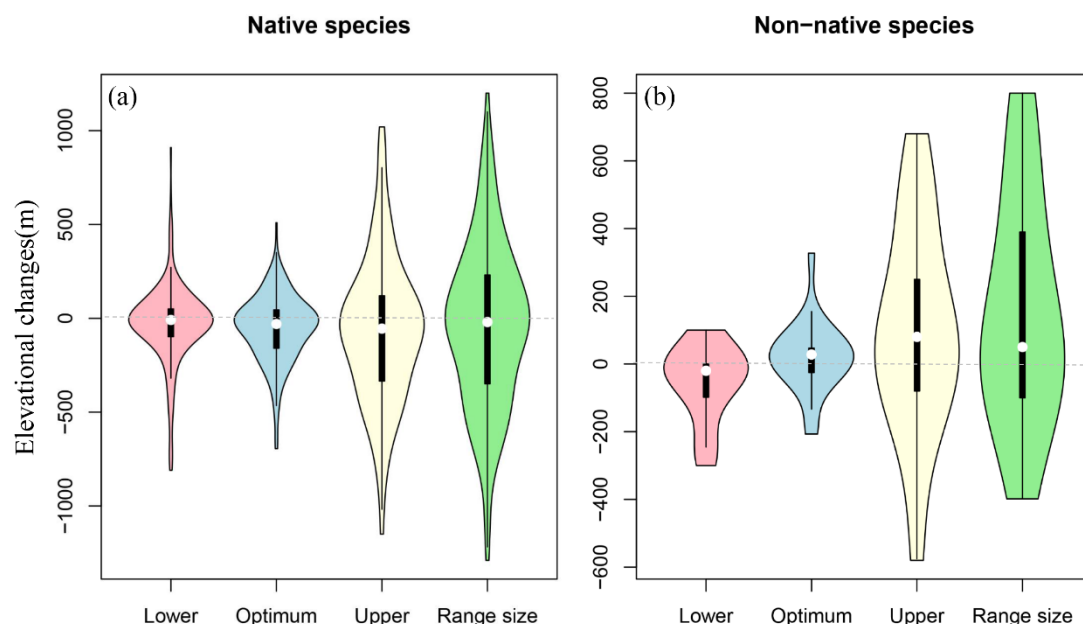 Native species
Non−native species
(a)
(b)
Elevational changes(m)
1000
500
0
−500
−1000
800
600
400
200
0
−200
−400
−600
Lower
Optimum
Upper
Range size
Lower
Optimum
Upper
Range size